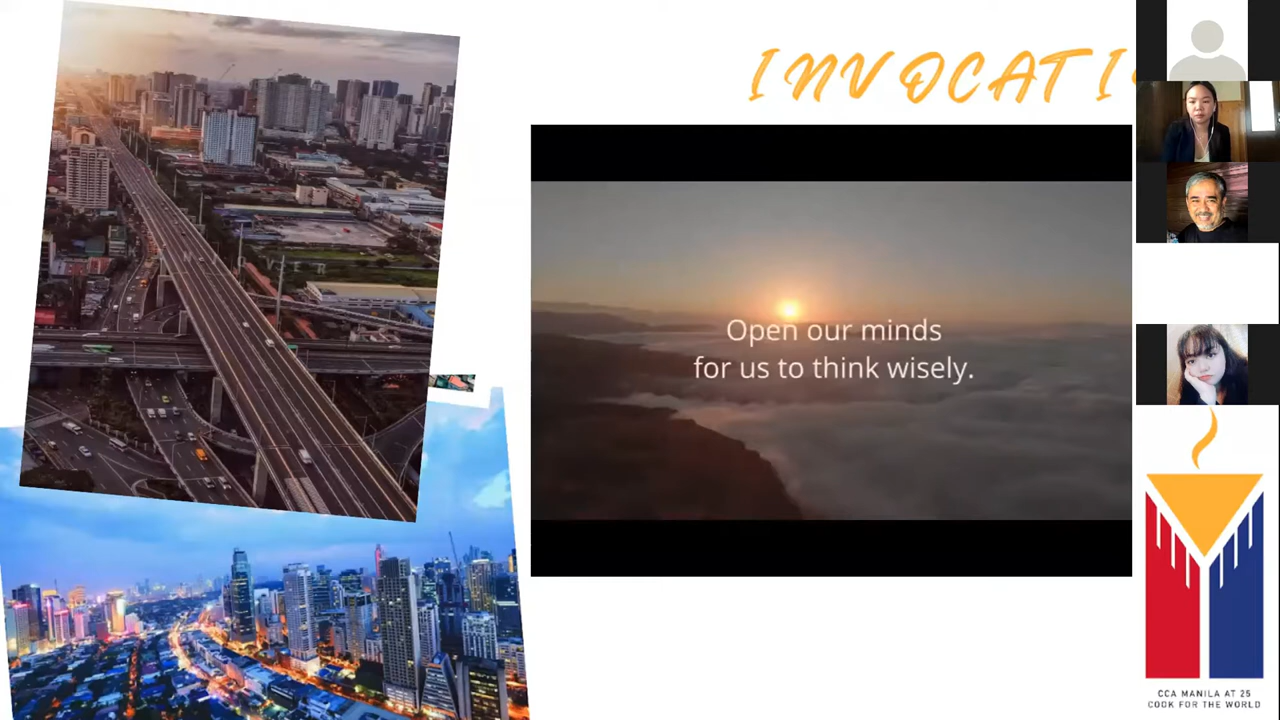 INVOCATI
Open our minds
for us to think wisely.
CCA MANILA AT 25
COOK FOR THE WORLD